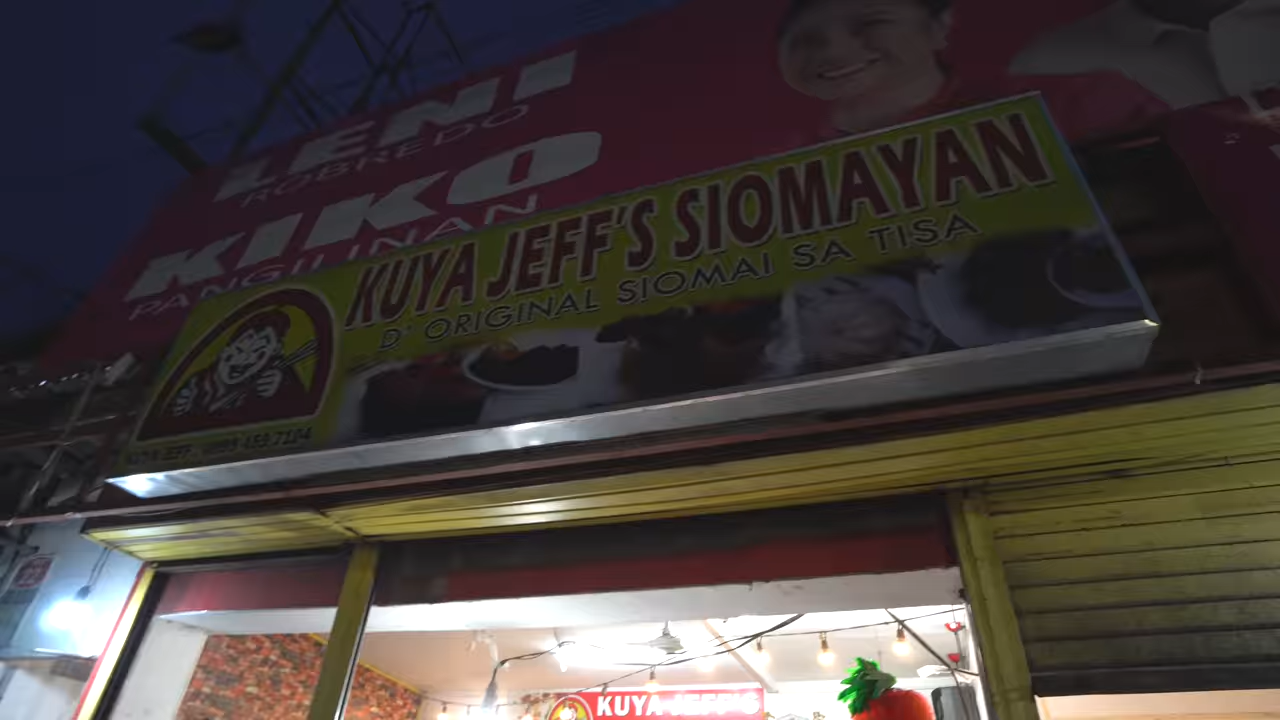 LENI
ROBREDO
KIKO
PANGILINAN
KUYA JEFF'S SIOMAYAN
D' ORIGINAL SIOMAI SA TISA
KUYA JEFF'S